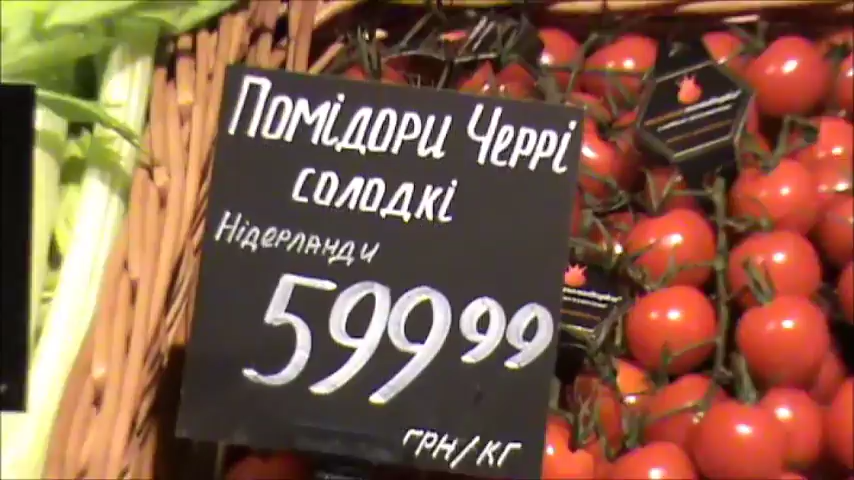 Помідори Черрі
солодкі
Нідерланди
599 99
грн/кг